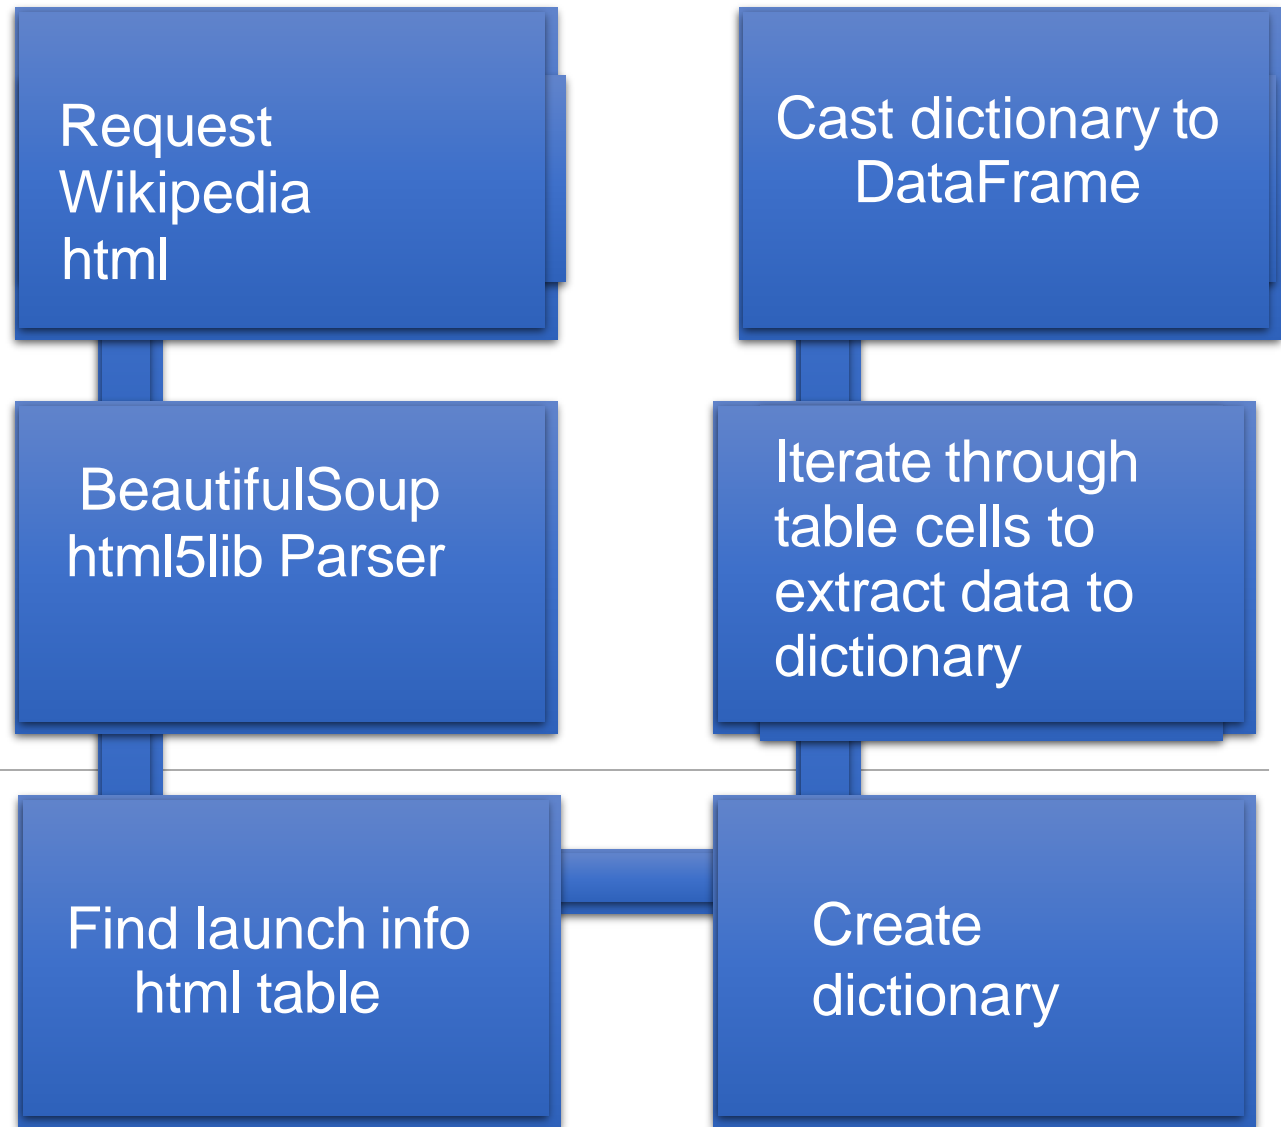 Request
Wikipedia
html
BeautifulSoup
html5lib Parser
Find launch info
html table
Create
dictionary
Iterate through
table cells to
extract data to
dictionary
Cast dictionary to
DataFrame